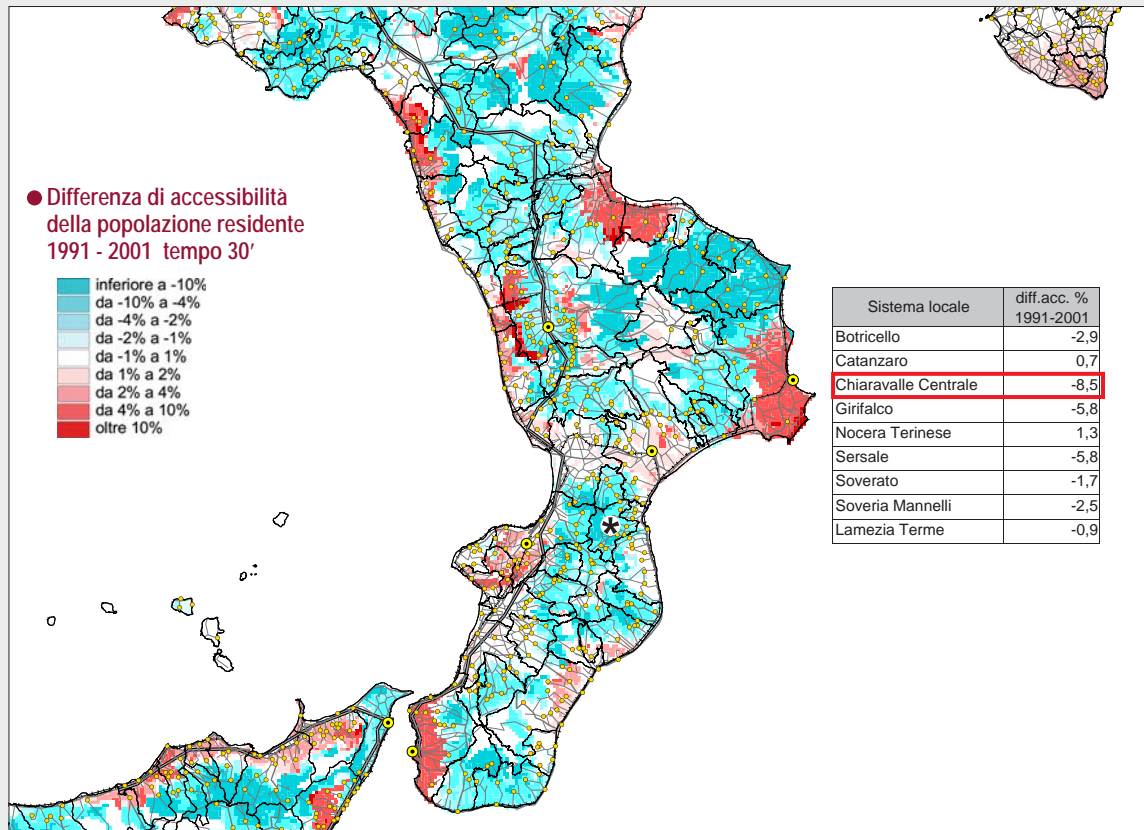 ● Differenza di accessibilità
della popolazione residente
1991 - 2001 tempo 30'
inferiore a -10%
da -10% a -4%
da -4% a -2%
da -2% a -1%
da -1% a 1%
da 1% a 2%
da 2% a 4%
da 4% a 10%
oltre 10%
*
Sistema locale diff.acc. % 1991-2001
Botricello -2,9
Catanzaro 0,7
Chiaravalle Centrale -8,5
Girifalco -5,8
Nocera Terinese 1,3
Sersale -5,8
Soverato -1,7
Soveria Mannelli -2,5
Lamezia Terme -0,9